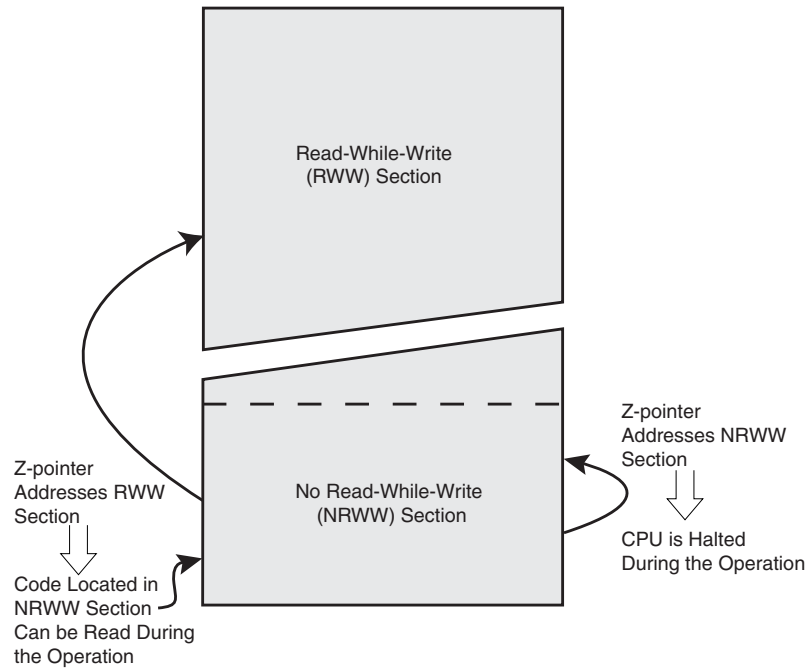 Read-While-Write
(RWW) Section
Z-pointer
Addresses NRWW
Section
Z-pointer
Addresses RWW
Section
No Read-While-Write
(NRWW) Section
CPU is Halted
During the Operation
Code Located in
NRWW Section
Can be Read During
the Operation